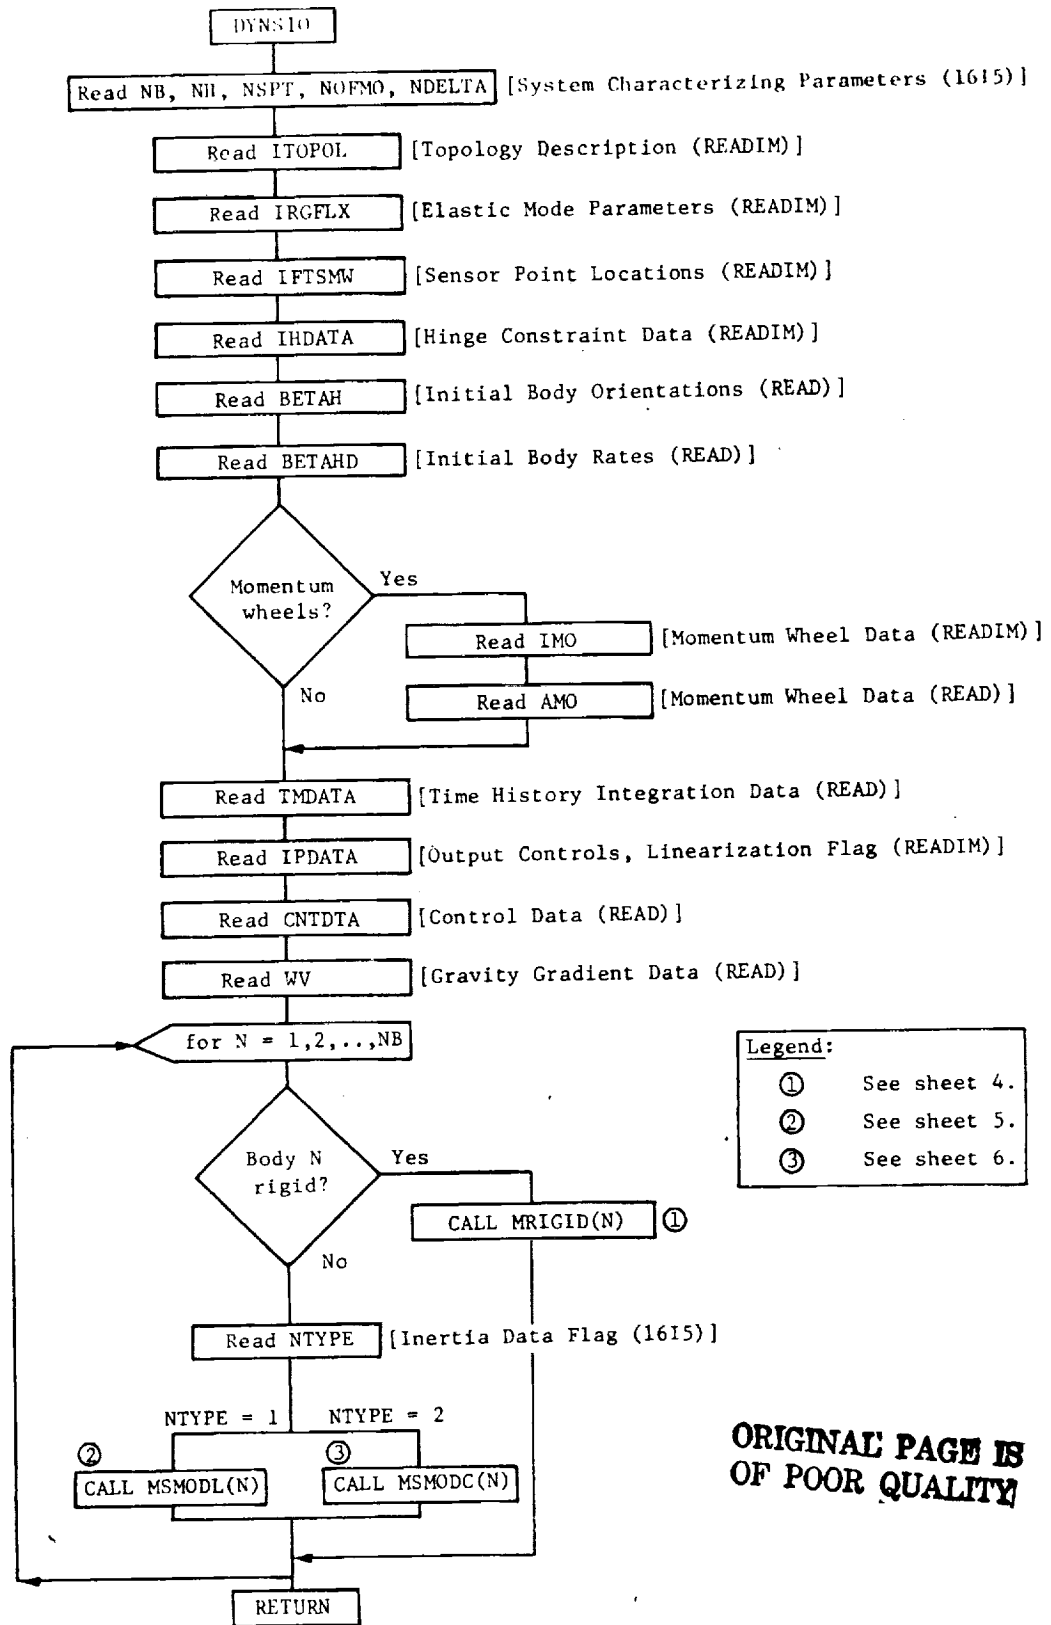 DYNS10
Read NB, NH, NSPT, NOFMO, NDELTA [System Characterizing Parameters (16I5)]
Read ITOPOL [Topology Description (READIM)]
Read IRGFLX [Elastic Mode Parameters (READIM)]
Read IFTSMW [Sensor Point Locations (READIM)]
Read IHDATA [Hinge Constraint Data (READIM)]
Read BETAH [Initial Body Orientations (READ)]
Read BETAHD [Initial Body Rates (READ)]
Momentum
wheels?
Yes
Read IMO [Momentum Wheel Data (READIM)]
Read AMO [Momentum Wheel Data (READ)]
No
Read TMDATA [Time History Integration Data (READ)]
Read IPDATA [Output Controls, Linearization Flag (READIM)]
Read CNTDTA [Control Data (READ)]
Read WV [Gravity Gradient Data (READ)]
for N = 1,2,..,NB
Legend:
① See sheet 4.
② See sheet 5.
③ See sheet 6.
Body N
rigid?
Yes
CALL MRIGID(N) ①
No
Read NTYPE [Inertia Data Flag (16I5)]
NTYPE = 1 NTYPE = 2
② ③
CALL MSMODL(N) CALL MSMODC(N)
RETURN
ORIGINAL PAGE IS
OF POOR QUALITY